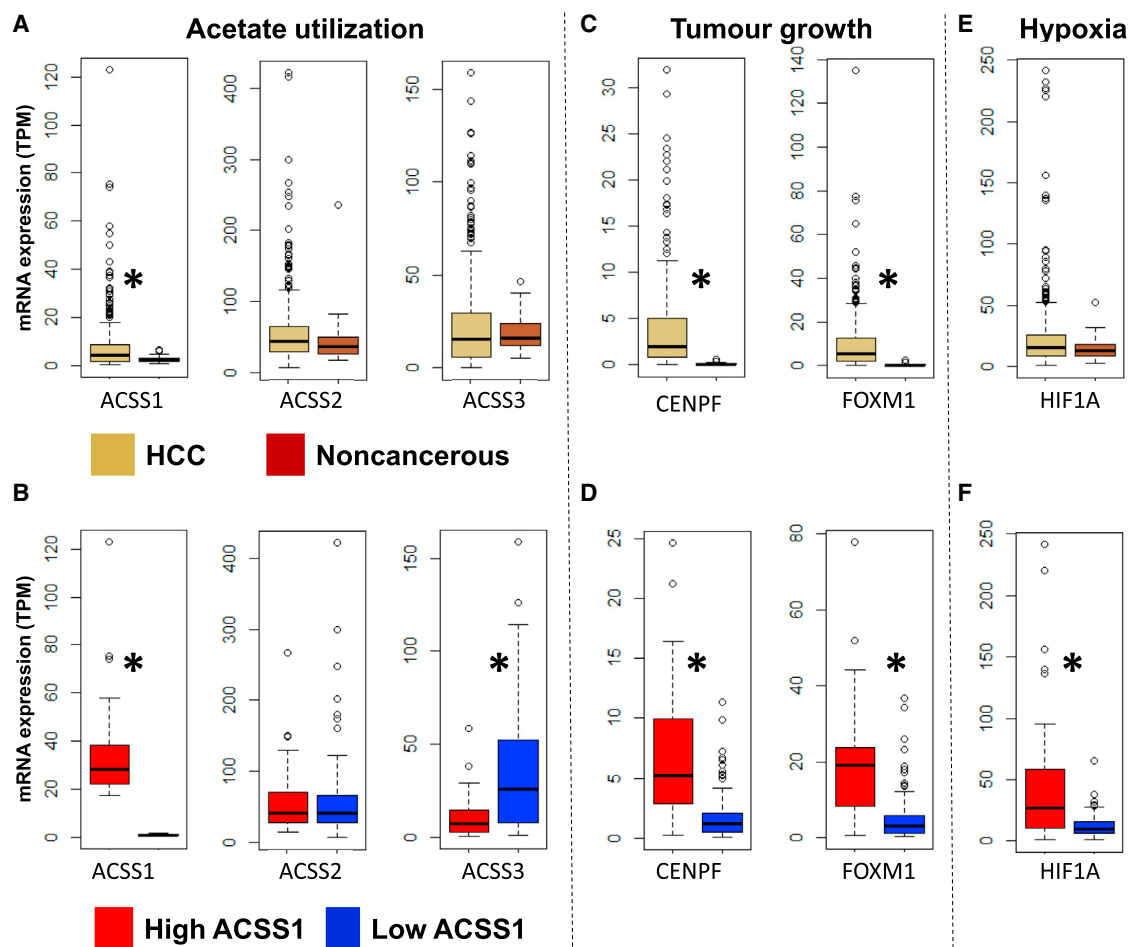 A
Acetate utilization
C
Tumour growth
E
Hypoxia
mRNA expression (TPM)
0 20 40 60 80 100 120
0 100 200 300 400
0 50 100 150
0 5 10 15 20 25 30
0 20 40 60 80 100 120 140
0 50 100 150 200 250
*
*
*
ACSS1
ACSS2
ACSS3
CENPF
FOXM1
HIF1A
HCC
Noncancerous
B
D
F
mRNA expression (TPM)
0 20 40 60 80 100 120
0 100 200 300 400
0 50 100 150
0 5 10 15 20 25
0 20 40 60 80
0 50 100 150 200 250
*
*
*
*
*
ACSS1
ACSS2
ACSS3
CENPF
FOXM1
HIF1A
High ACSS1
Low ACSS1